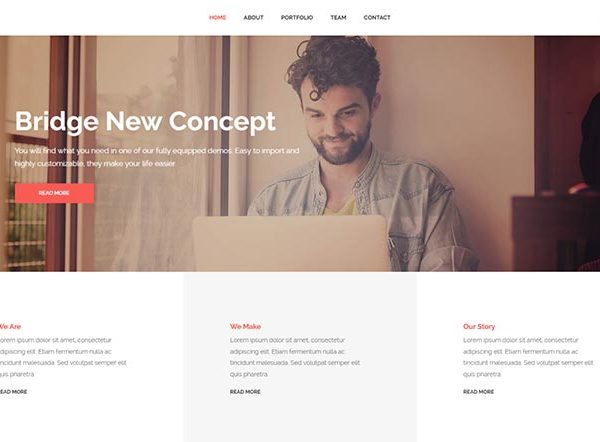 HOME ABOUT PORTFOLIO TEAM CONTACT
Bridge New Concept
You will find what you need in one of our fully equipped demos. Easy to import and
highly customizable, they make your life easier
READ MORE
We Are
Lorem ipsum dolor sit amet, consectetur
adipiscing elit. Etiam fermentum nulla ac
tincidunt malesuada. Sed volutpat semper elit
quis pharetra.
READ MORE
We Make
Lorem ipsum dolor sit amet, consectetur
adipiscing elit. Etiam fermentum nulla ac
tincidunt malesuada. Sed volutpat semper elit
quis pharetra.
READ MORE
Our Story
Lorem ipsum dolor sit amet, consectetur
adipiscing elit. Etiam fermentum nulla ac
tincidunt malesuada. Sed volutpat semper elit
quis pharetra.
READ MORE